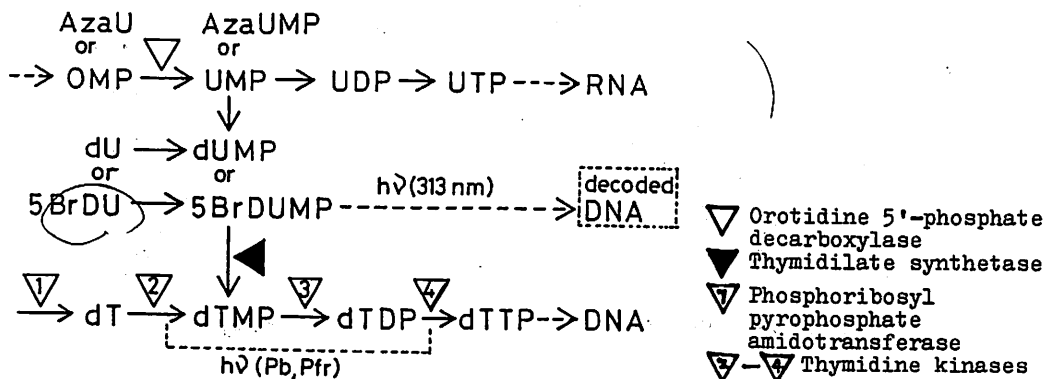 AzaU AzaUMP
or or
--> OMP → UMP → UDP → UTP ---> RNA
dU → dUMP
or or
5BrDU → 5BrDUMP hν(313 nm) decoded DNA
1 2 3 4
→ dT → dTMP → dTDP → dTTP --> DNA
hν (Pb, Pfr)
▽ Orotidine 5'-phosphate
decarboxylase
▼ Thymidilate synthetase
Phosphoribosyl
pyrophosphate
amidotransferase
– 4 Thymidine kinases